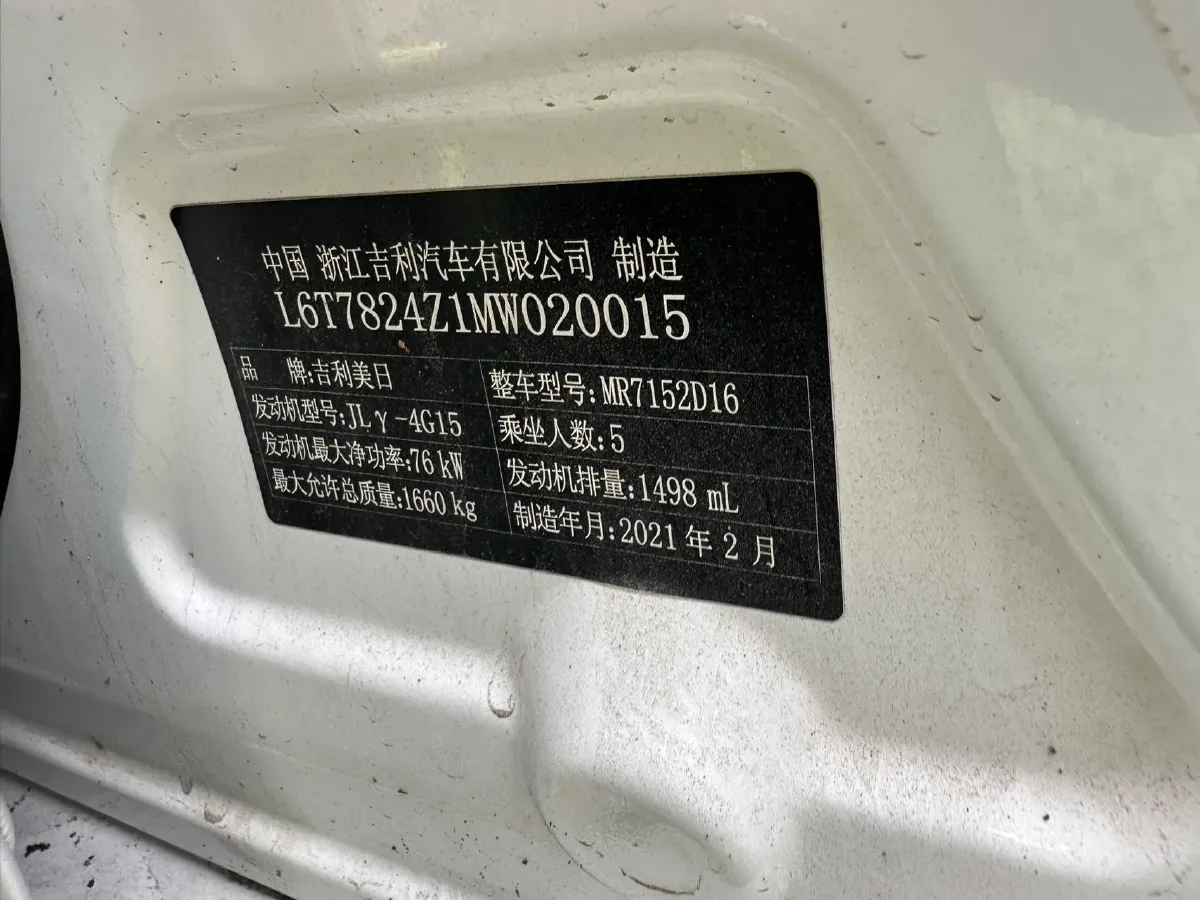 中国 浙江吉利汽车有限公司 制造
L6T7824Z1MW020015
品 牌:吉利美日 整车型号:MR7152D16
发动机型号:JLγ-4G15 乘坐人数:5
发动机最大净功率:76 kW 发动机排量:1498 mL
最大允许总质量:1660 kg 制造年月:2021 年 2 月